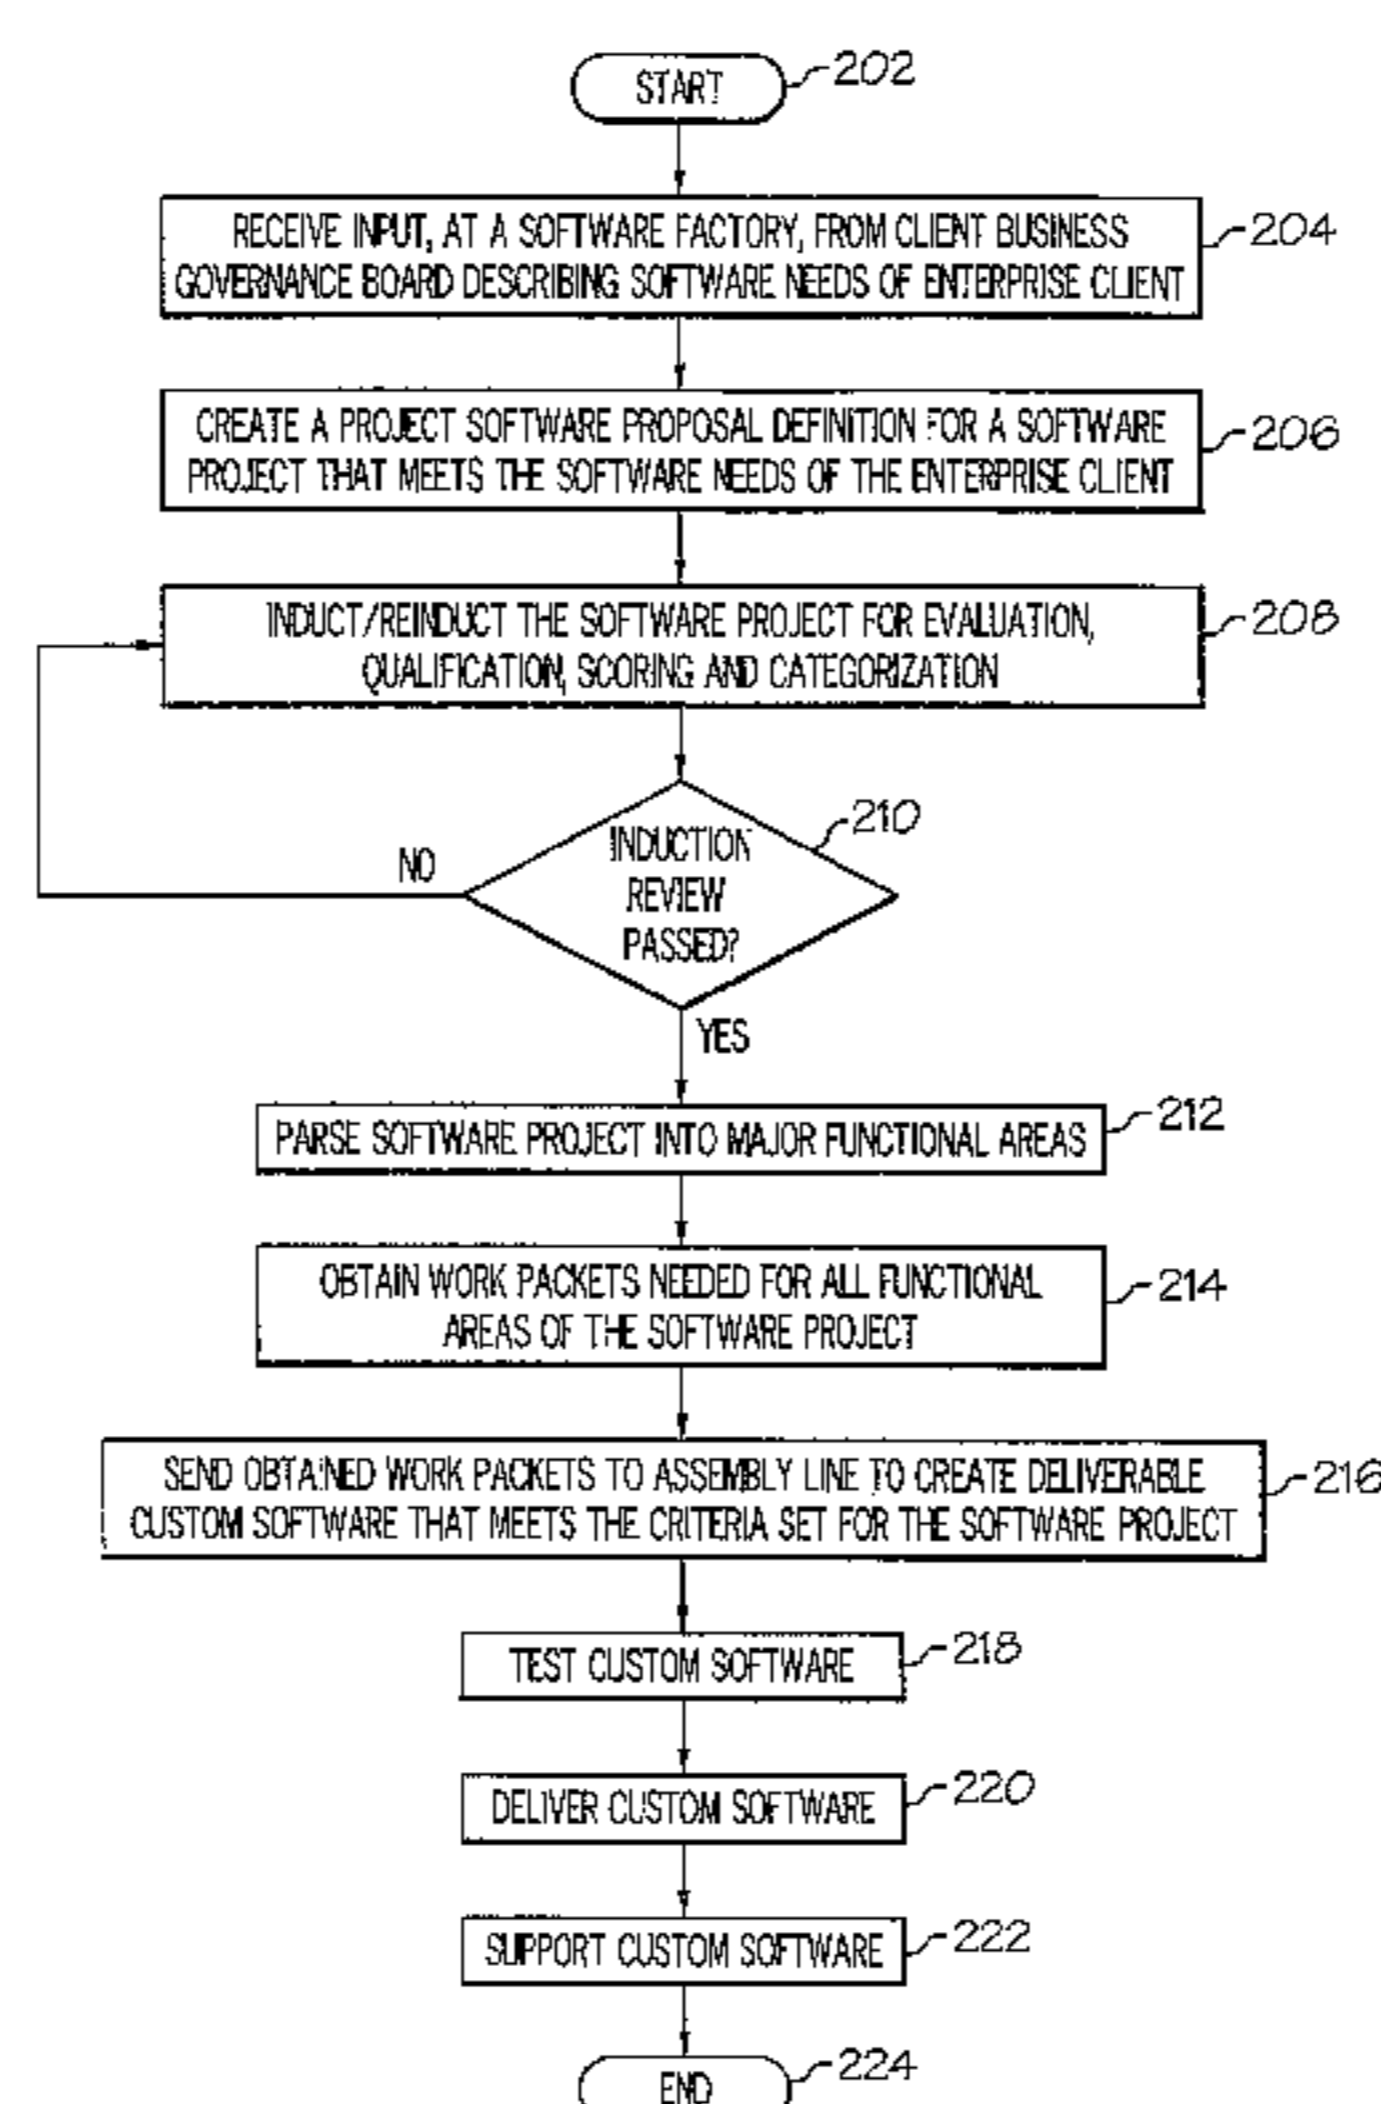 START
202
RECEIVE INPUT, AT A SOFTWARE FACTORY, FROM CLIENT BUSINESS
GOVERNANCE BOARD DESCRIBING SOFTWARE NEEDS OF ENTERPRISE CLIENT
204
CREATE A PROJECT SOFTWARE PROPOSAL DEFINITION FOR A SOFTWARE
PROJECT THAT MEETS THE SOFTWARE NEEDS OF THE ENTERPRISE CLIENT
206
INDUCT/REINDUCT THE SOFTWARE PROJECT FOR EVALUATION,
QUALIFICATION, SCORING AND CATEGORIZATION
208
INDUCTION
REVIEW
PASSED?
210
NO
YES
PARSE SOFTWARE PROJECT INTO MAJOR FUNCTIONAL AREAS
212
OBTAIN WORK PACKETS NEEDED FOR ALL FUNCTIONAL
AREAS OF THE SOFTWARE PROJECT
214
SEND OBTAINED WORK PACKETS TO ASSEMBLY LINE TO CREATE DELIVERABLE
CUSTOM SOFTWARE THAT MEETS THE CRITERIA SET FOR THE SOFTWARE PROJECT
216
TEST CUSTOM SOFTWARE
218
DELIVER CUSTOM SOFTWARE
220
SUPPORT CUSTOM SOFTWARE
222
END
224